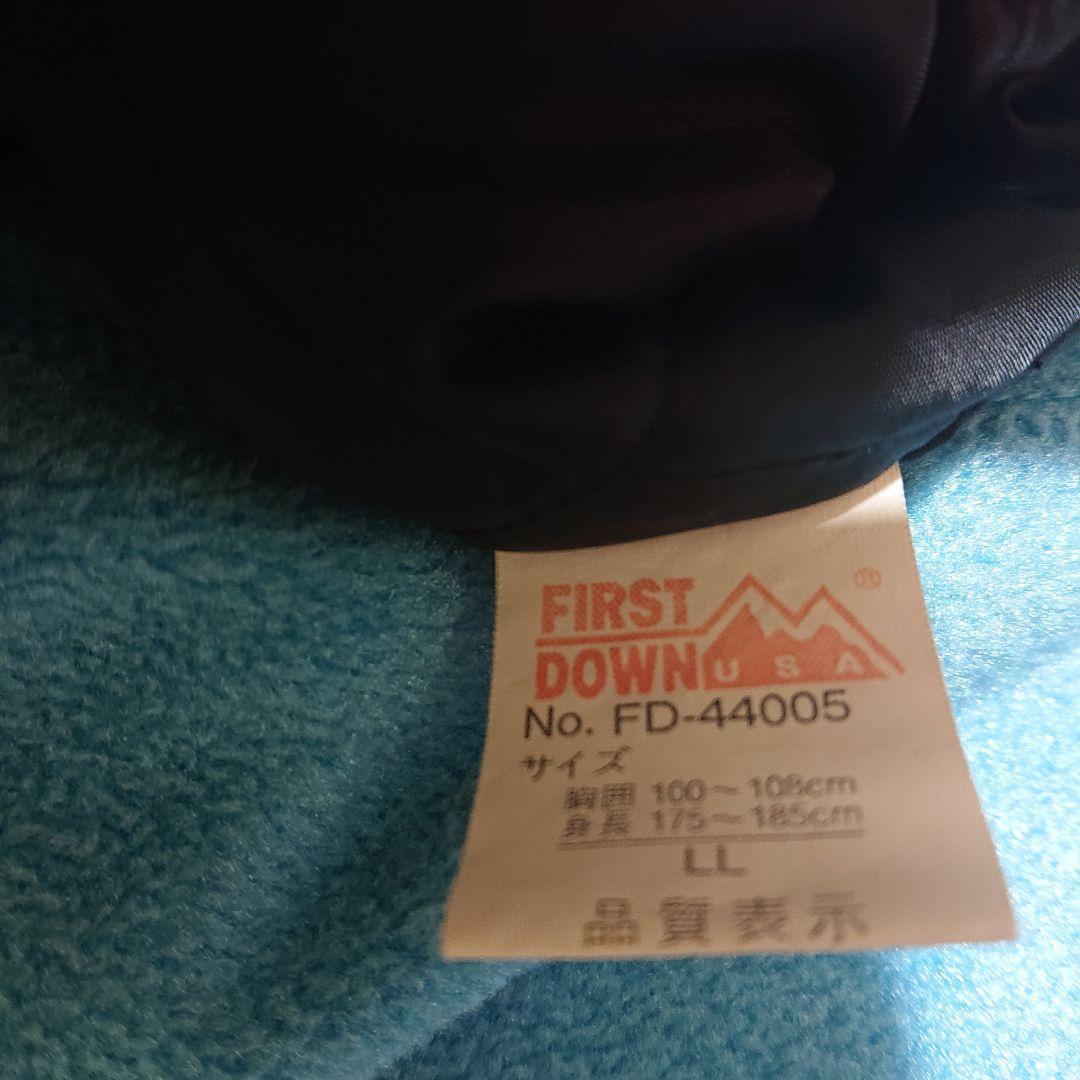 FIRST
DOWN USA ®
No. FD-44005
サイズ
胸囲 100～108cm
身長 175～185cm
LL
品質表示